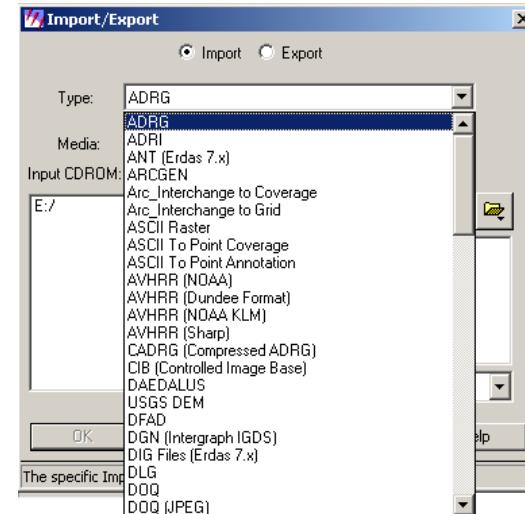 Import/Export
Import Export
Type: ADRG
Media:
Input CDROM:
E:/
ADRG
ADRI
ANT (Erdas 7.x)
ARCGEN
Arc_Interchange to Coverage
Arc_Interchange to Grid
ASCII Raster
ASCII To Point Coverage
ASCII To Point Annotation
AVHRR (NOAA)
AVHRR (Dundee Format)
AVHRR (NOAA KLM)
AVHRR (Sharp)
CADRG (Compressed ADRG)
CIB (Controlled Image Base)
DAEDALUS
USGS DEM
DFAD
DGN (Intergraph IGDS)
DIG Files (Erdas 7.x)
DLG
DOQ
DOQ (JPEG)
OK elp
The specific Imp